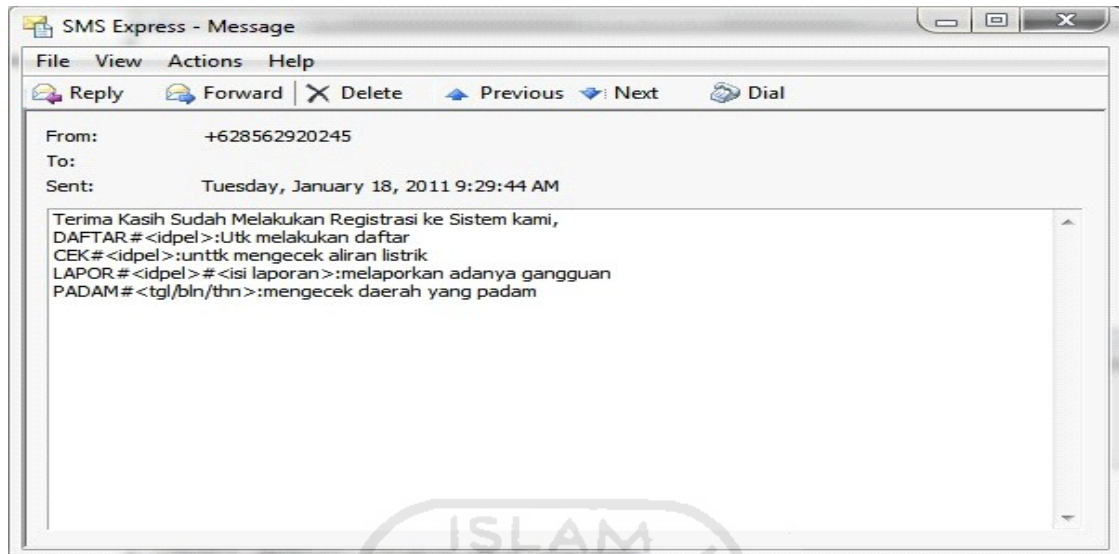 SMS Express - Message
File View Actions Help
Reply Forward Delete Previous Next Dial
From: +628562920245
To:
Sent: Tuesday, January 18, 2011 9:29:44 AM
Terima Kasih Sudah Melakukan Registrasi ke Sistem kami,
DAFTAR#<idpel>:Utk melakukan daftar
CEK#<idpel>:unttk mengecek aliran listrik
LAPOR#<idpel>#<isi laporan>:melaporkan adanya gangguan
PADAM#<tgl/bln/thn>:mengecek daerah yang padam
ISLAM